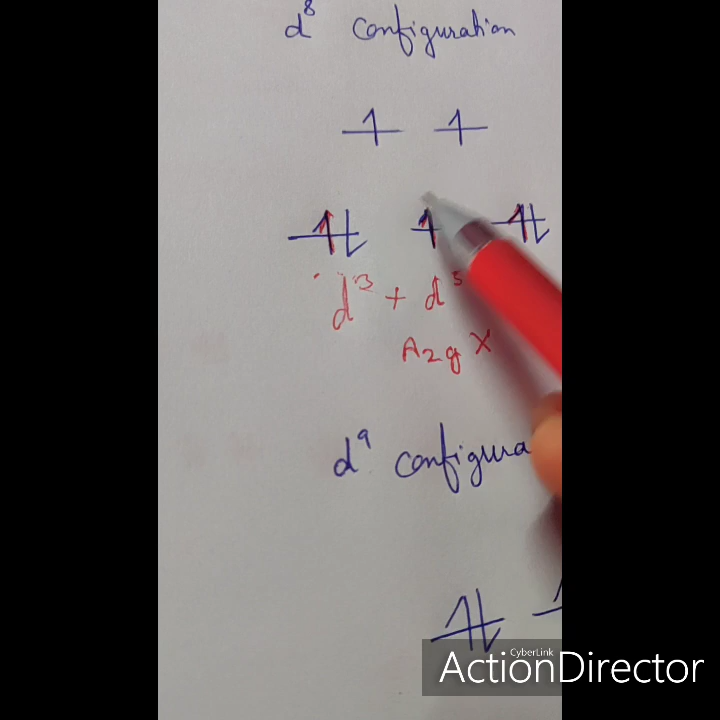 d⁸ Configuration
d³ + d⁵
A₂g X
d⁹ configura
CyberLink
ActionDirector